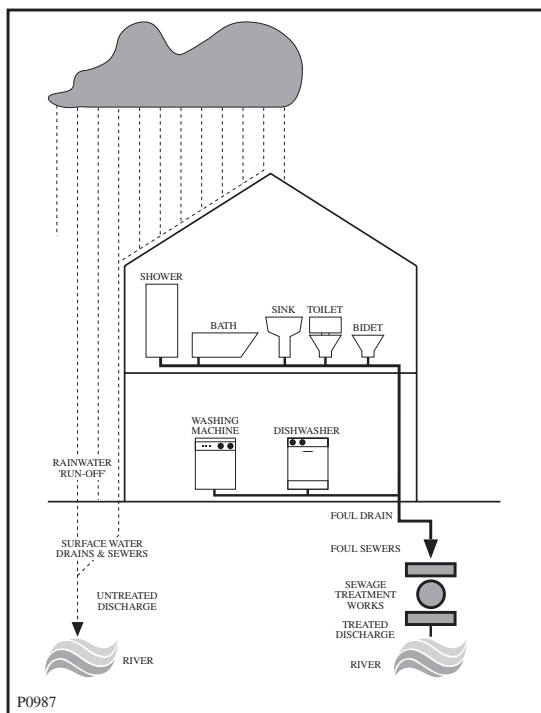 SHOWER
BATH
SINK
TOILET
BIDET
WASHING
MACHINE
DISHWASHER
RAINWATER
'RUN-OFF'
FOUL DRAIN
SURFACE WATER
DRAINS & SEWERS
FOUL SEWERS
SEWAGE
TREATMENT
WORKS
UNTREATED
DISCHARGE
TREATED
DISCHARGE
RIVER
RIVER
P0987